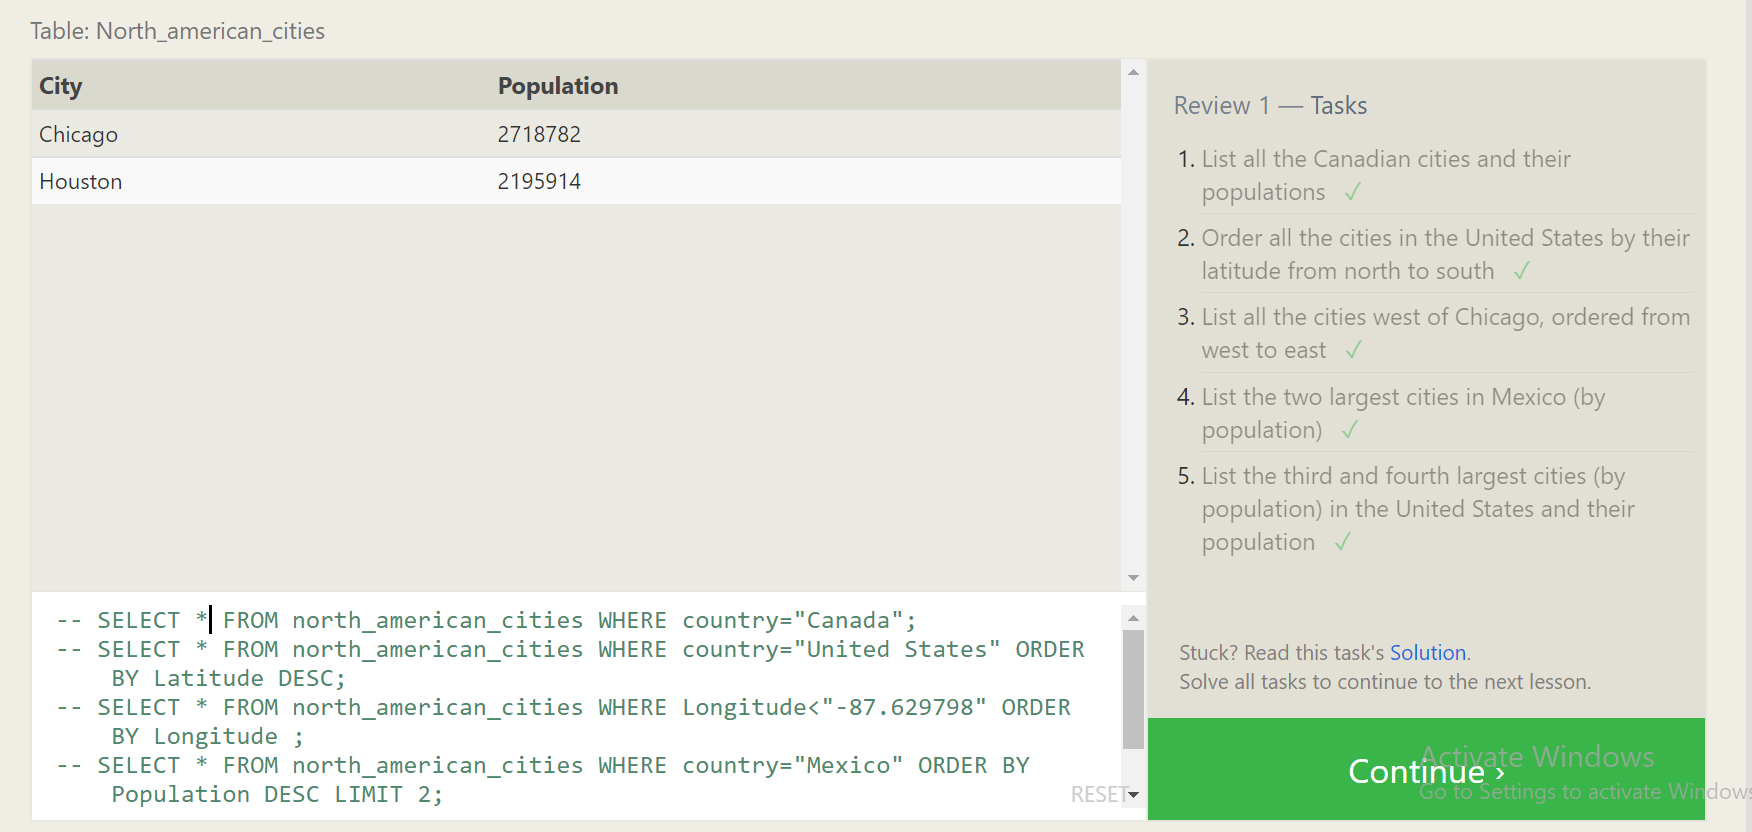 Table: North_american_cities
City Population
Chicago 2718782
Houston 2195914
Review 1 — Tasks
1. List all the Canadian cities and their
populations ✓
2. Order all the cities in the United States by their
latitude from north to south ✓
3. List all the cities west of Chicago, ordered from
west to east ✓
4. List the two largest cities in Mexico (by
population) ✓
5. List the third and fourth largest cities (by
population) in the United States and their
population ✓
-- SELECT * FROM north_american_cities WHERE country="Canada";
-- SELECT * FROM north_american_cities WHERE country="United States" ORDER
BY Latitude DESC;
-- SELECT * FROM north_american_cities WHERE Longitude<"-87.629798" ORDER
BY Longitude ;
-- SELECT * FROM north_american_cities WHERE country="Mexico" ORDER BY
Population DESC LIMIT 2;
RESET
Stuck? Read this task's Solution.
Solve all tasks to continue to the next lesson.
Continue ›
Activate Windows
Go to Settings to activate Windows